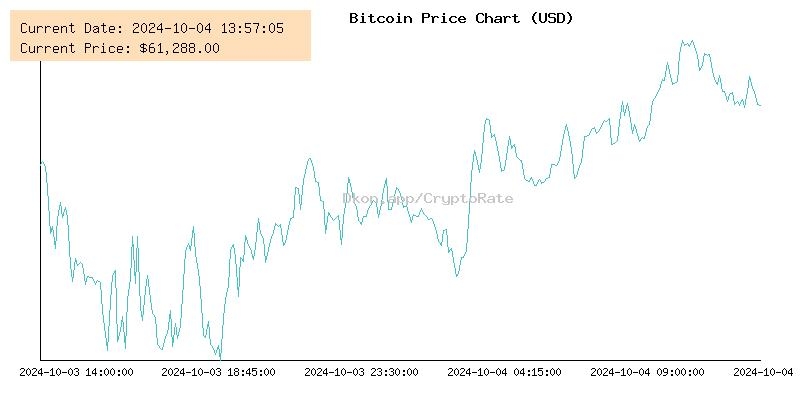 Bitcoin Price Chart (USD)
Current Date: 2024-10-04 13:57:05
Current Price: $61,288.00
Dkon.app/CryptoRate
2024-10-03 14:00:00 2024-10-03 18:45:00 2024-10-03 23:30:00 2024-10-04 04:15:00 2024-10-04 09:00:00 2024-10-04